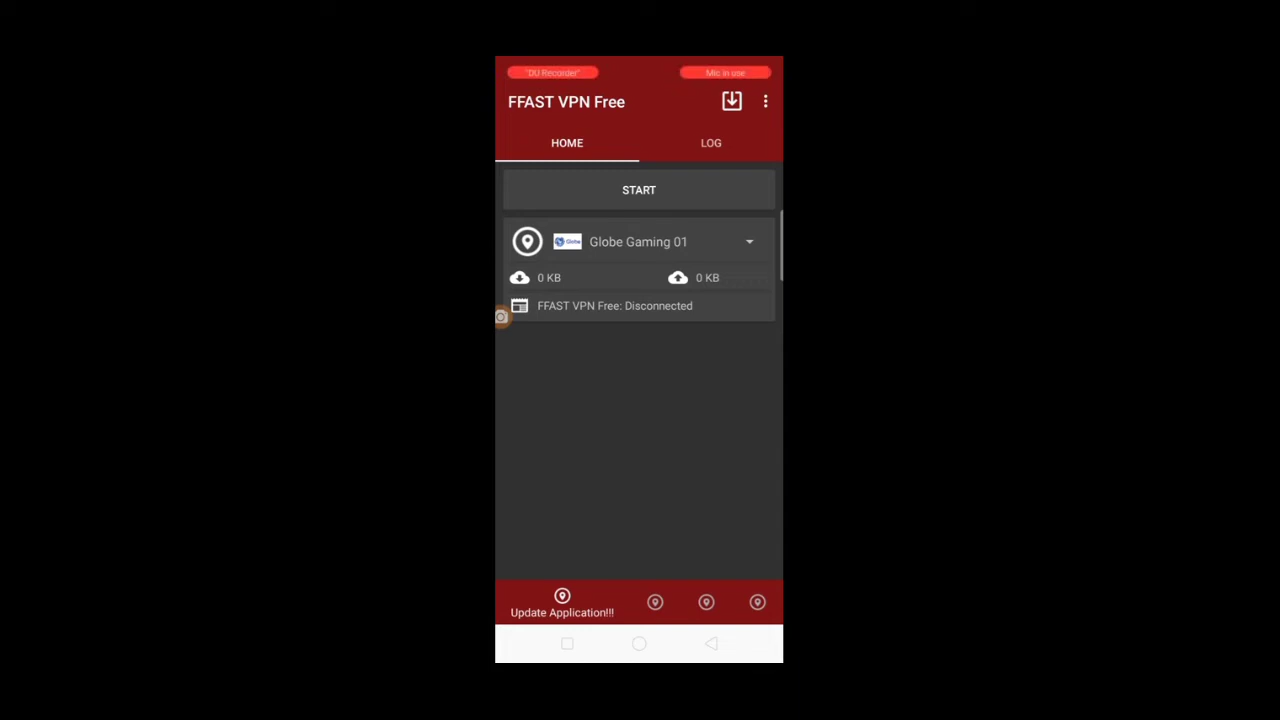 "DU Recorder" Mic in use
FFAST VPN Free
HOME LOG
START
Globe Globe Gaming 01
0 KB 0 KB
FFAST VPN Free: Disconnected
Update Application!!!